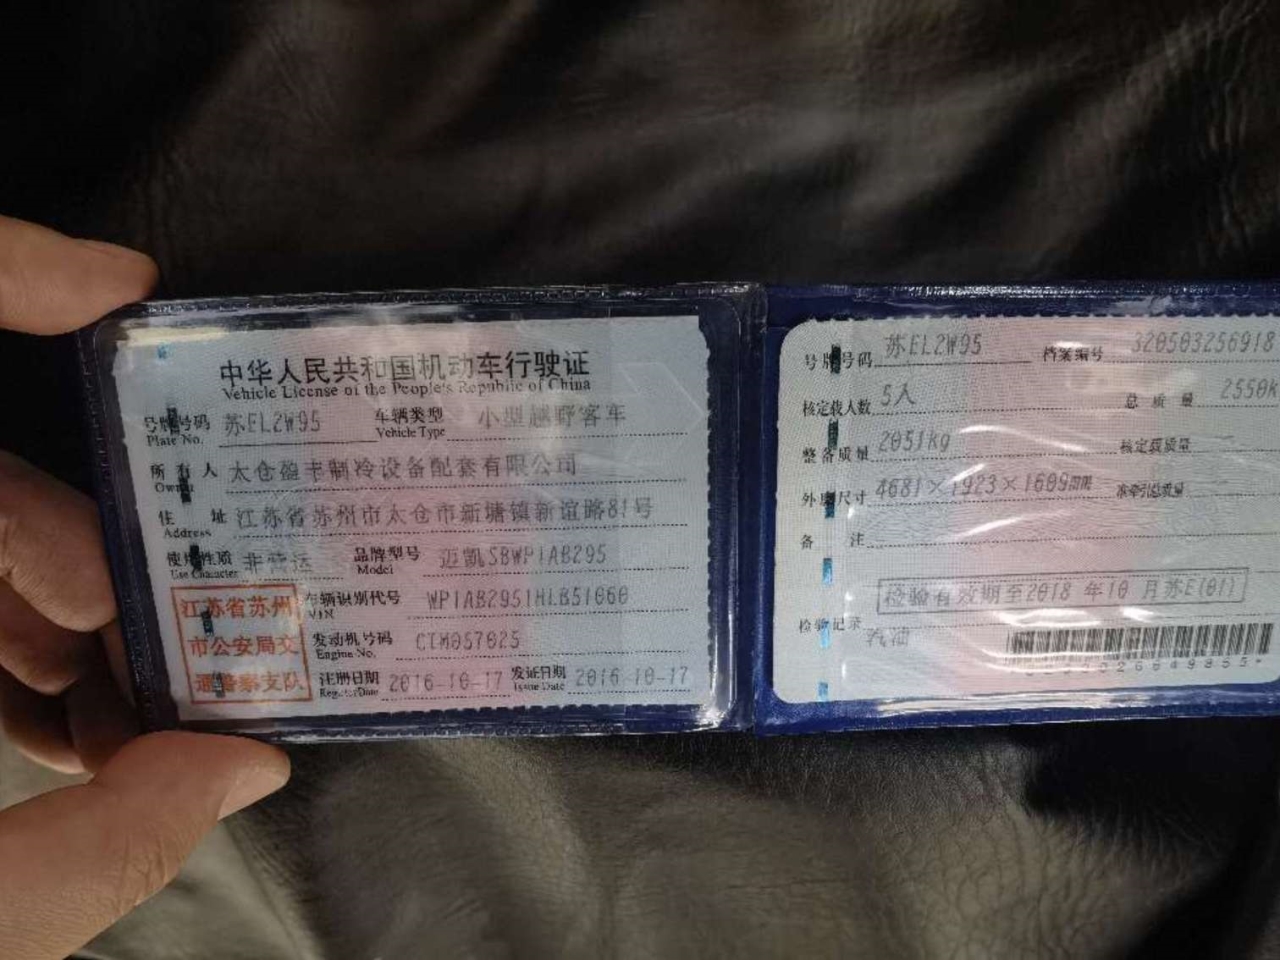 中华人民共和国机动车行驶证
Vehicle License of the People's Republic of China
号牌号码 苏EL2W95 车辆类型 小型越野客车
Plate No. Vehicle Type
所有人 太仓盈丰制冷设备配套有限公司
Owner
住址 江苏省苏州市太仓市新塘镇新谊路81号
Address
使用性质 非营运 品牌型号 迈凯SBWP1AB295
Use Character Model
车辆识别代号 WP1AB2951HLB51060
VIN
发动机号码 CTM057025
Engine No.
注册日期 2016-10-17 发证日期 2016-10-17
Register Date Issue Date
江苏省苏州
市公安局交
通警察支队
号牌号码 苏EL2W95 档案编号 320503256918
核定载人数 5人 总质量 2550k
整备质量 2051kg 核定载质量 --
外廓尺寸 4681×1923×1609mm 准牵引总质量
备注
检验有效期至2018年10月苏E(01)
检验记录
汽油